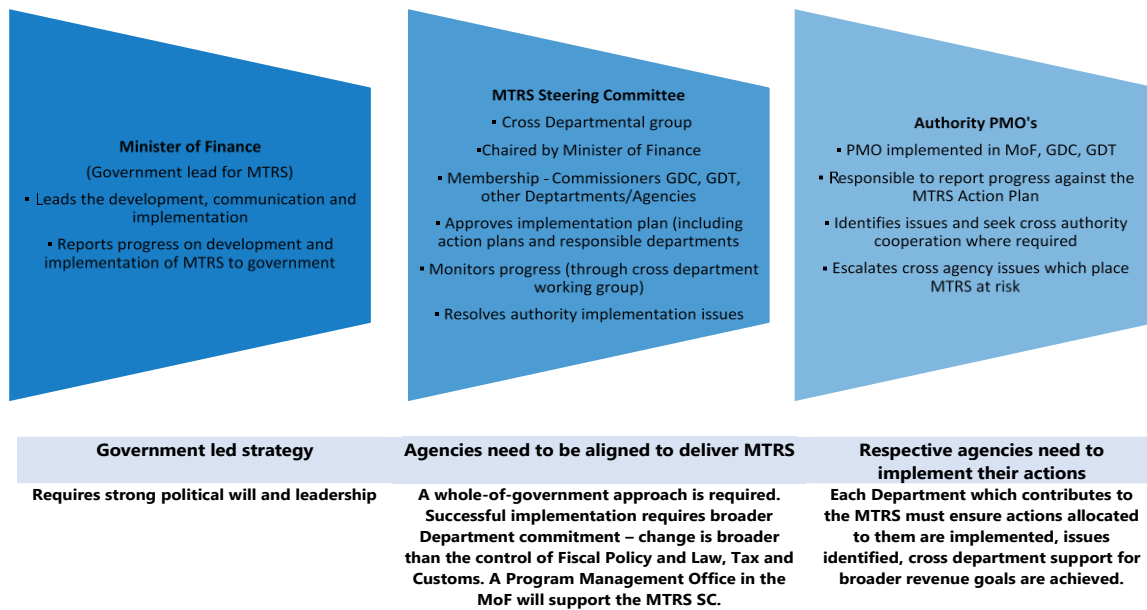 Minister of Finance
(Government lead for MTRS)
▪ Leads the development, communication and
implementation
▪ Reports progress on development and
implementation of MTRS to government
MTRS Steering Committee
▪ Cross Departmental group
▪Chaired by Minister of Finance
▪ Membership - Commissioners GDC, GDT,
other Deptartments/Agencies
▪ Approves implementation plan (including
action plans and responsible departments
▪ Monitors progress (through cross department
working group)
▪ Resolves authority implementation issues
Authority PMO's
▪ PMO implemented in MoF, GDC, GDT
▪ Responsible to report progress against the
MTRS Action Plan
▪ Identifies issues and seek cross authority
cooperation where required
▪ Escalates cross agency issues which place
MTRS at risk
Government led strategy
Requires strong political will and leadership
Agencies need to be aligned to deliver MTRS
A whole-of-government approach is required.
Successful implementation requires broader
Department commitment – change is broader
than the control of Fiscal Policy and Law, Tax and
Customs. A Program Management Office in the
MoF will support the MTRS SC.
Respective agencies need to
implement their actions
Each Department which contributes to
the MTRS must ensure actions allocated
to them are implemented, issues
identified, cross department support for
broader revenue goals are achieved.